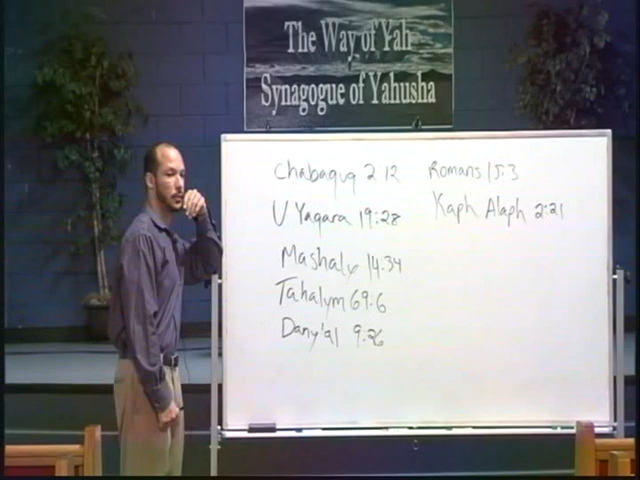 The Way of Yah
Synagogue of Yahusha
Chabaquq 2 12
U Yaqara 19:28
Mashaly 14:34
Tahalym 69:6
Dany'al 9:26
Romans 15:3
Kaph Alaph 2:21